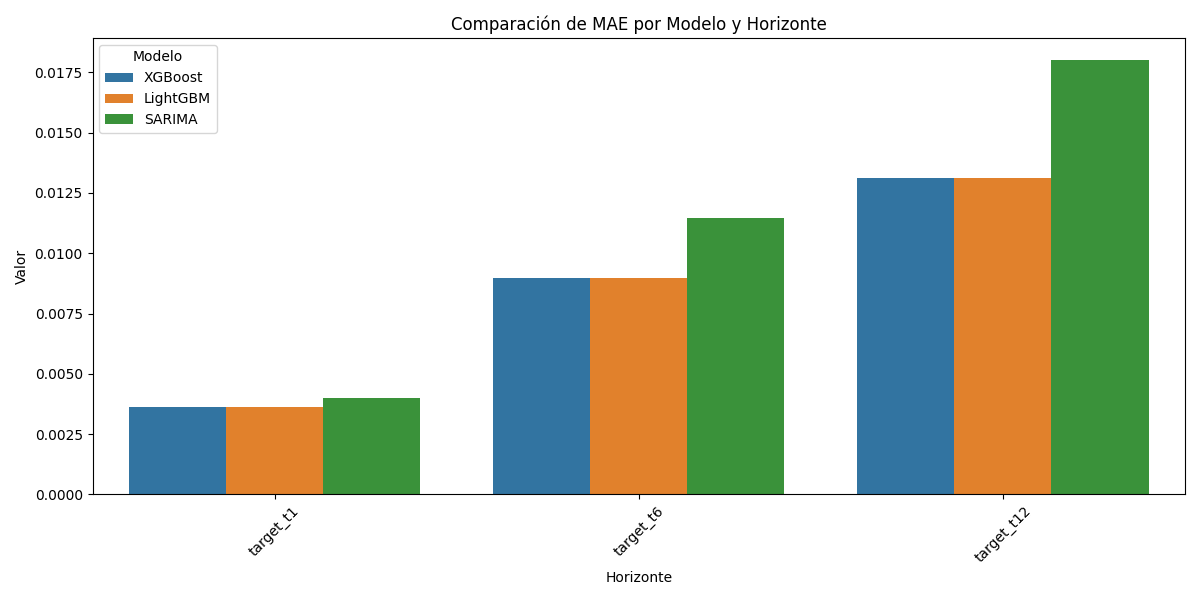 Comparación de MAE por Modelo y Horizonte
Modelo
XGBoost
LightGBM
SARIMA
Valor
0.0175
0.0150
0.0125
0.0100
0.0075
0.0050
0.0025
0.0000
target_t1
target_t6
target_t12
Horizonte